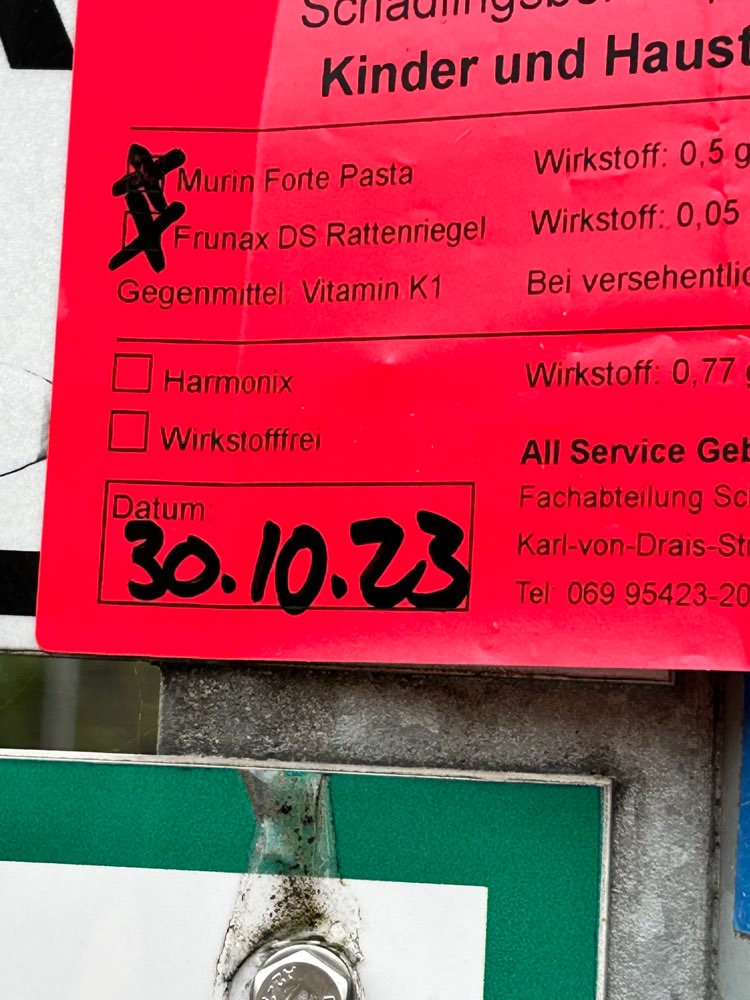 Kinder und Haust
Murin Forte Pasta Wirkstoff: 0,5 g
Frunax DS Rattenriegel Wirkstoff: 0,05
Gegenmittel: Vitamin K1 Bei versehentlic
Harmonix Wirkstoff: 0,77 g
Wirkstofffrei
All Service Geb
Fachabteilung Sc
Karl-von-Drais-Str
Tel 069 95423-20
Datum:
30.10.23